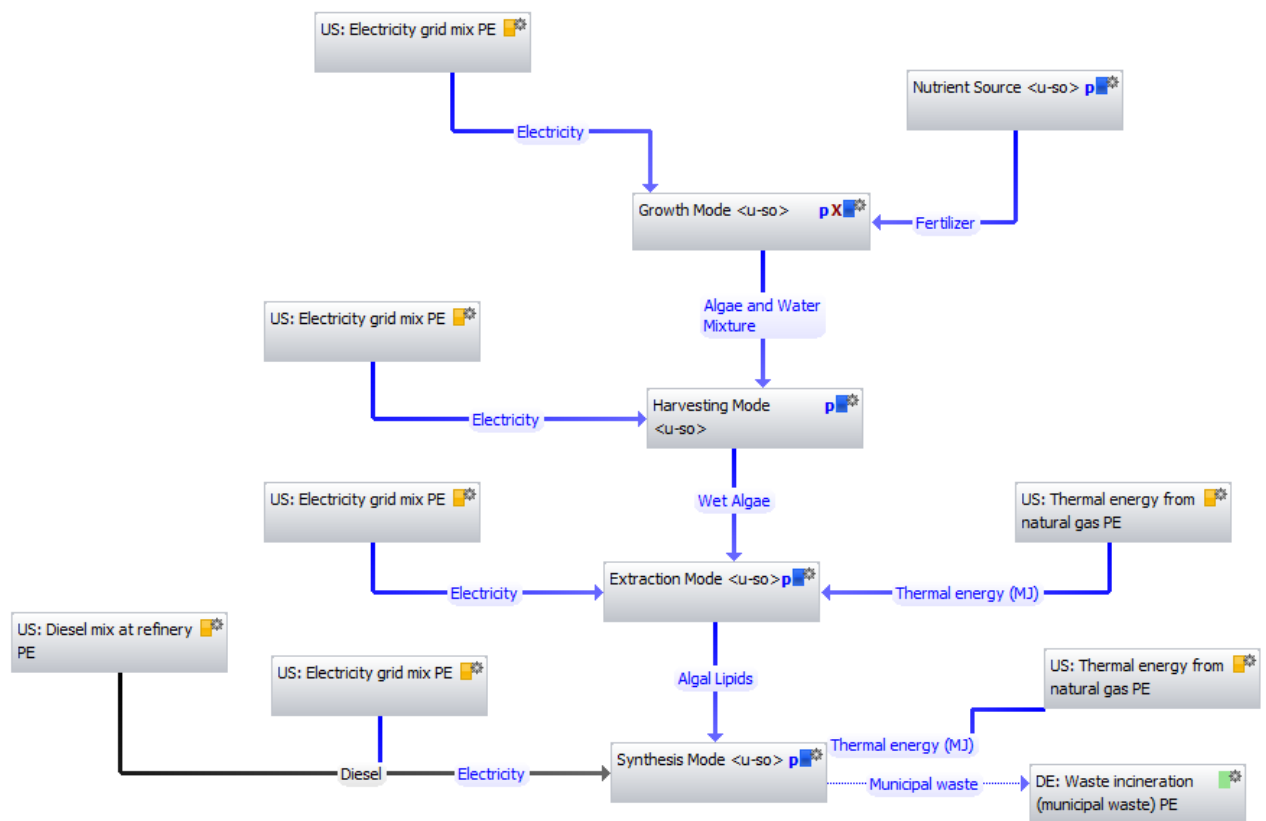 US: Electricity grid mix PE
Nutrient Source <u-so> p
Electricity
Growth Mode <u-so> pX
Fertilizer
Algae and Water
Mixture
US: Electricity grid mix PE
Harvesting Mode p
<u-so>
Electricity
US: Electricity grid mix PE
Wet Algae
US: Thermal energy from
natural gas PE
Extraction Mode <u-so>p
Electricity
Thermal energy (MJ)
US: Diesel mix at refinery
PE
US: Electricity grid mix PE
Algal Lipids
US: Thermal energy from
natural gas PE
Synthesis Mode <u-so> p
Thermal energy (MJ)
Diesel
Electricity
Municipal waste
DE: Waste incineration
(municipal waste) PE